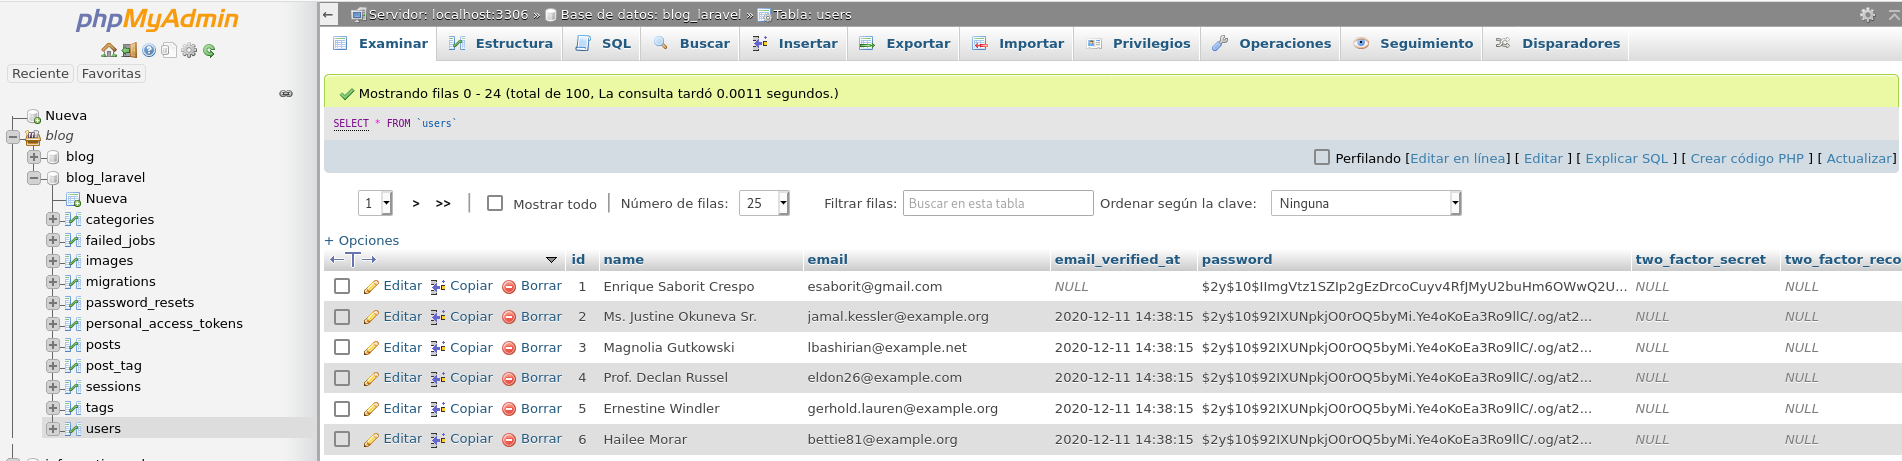 phpMyAdmin
Reciente Favoritas
Nueva
blog
blog
blog_laravel
Nueva
categories
failed_jobs
images
migrations
password_resets
personal_access_tokens
posts
post_tag
sessions
tags
users
Servidor: localhost:3306 » Base de datos: blog_laravel » Tabla: users
Examinar Estructura SQL Buscar Insertar Exportar Importar Privilegios Operaciones Seguimiento Disparadores
Mostrando filas 0 - 24 (total de 100, La consulta tardó 0.0011 segundos.)
SELECT * FROM `users`
Perfilando [Editar en línea] [ Editar ] [ Explicar SQL ] [ Crear código PHP ] [ Actualizar]
1 > >> | Mostrar todo | Número de filas: 25 Filtrar filas: Buscar en esta tabla Ordenar según la clave: Ninguna
+ Opciones
←T→ id name email email_verified_at password two_factor_secret two_factor_reco
Editar Copiar Borrar 1 Enrique Saborit Crespo esaborit@gmail.com NULL $2y$10$IImgVtz1SZIp2gEzDrcoCuyv4RfJMyU2buHm6OWwQ2U... NULL NULL
Editar Copiar Borrar 2 Ms. Justine Okuneva Sr. jamal.kessler@example.org 2020-12-11 14:38:15 $2y$10$92IXUNpkjO0rOQ5byMi.Ye4oKoEa3Ro9llC/.og/at2... NULL NULL
Editar Copiar Borrar 3 Magnolia Gutkowski lbashirian@example.net 2020-12-11 14:38:15 $2y$10$92IXUNpkjO0rOQ5byMi.Ye4oKoEa3Ro9llC/.og/at2... NULL NULL
Editar Copiar Borrar 4 Prof. Declan Russel eldon26@example.com 2020-12-11 14:38:15 $2y$10$92IXUNpkjO0rOQ5byMi.Ye4oKoEa3Ro9llC/.og/at2... NULL NULL
Editar Copiar Borrar 5 Ernestine Windler gerhold.lauren@example.org 2020-12-11 14:38:15 $2y$10$92IXUNpkjO0rOQ5byMi.Ye4oKoEa3Ro9llC/.og/at2... NULL NULL
Editar Copiar Borrar 6 Hailee Morar bettie81@example.org 2020-12-11 14:38:15 $2y$10$92IXUNpkjO0rOQ5byMi.Ye4oKoEa3Ro9llC/.og/at2... NULL NULL